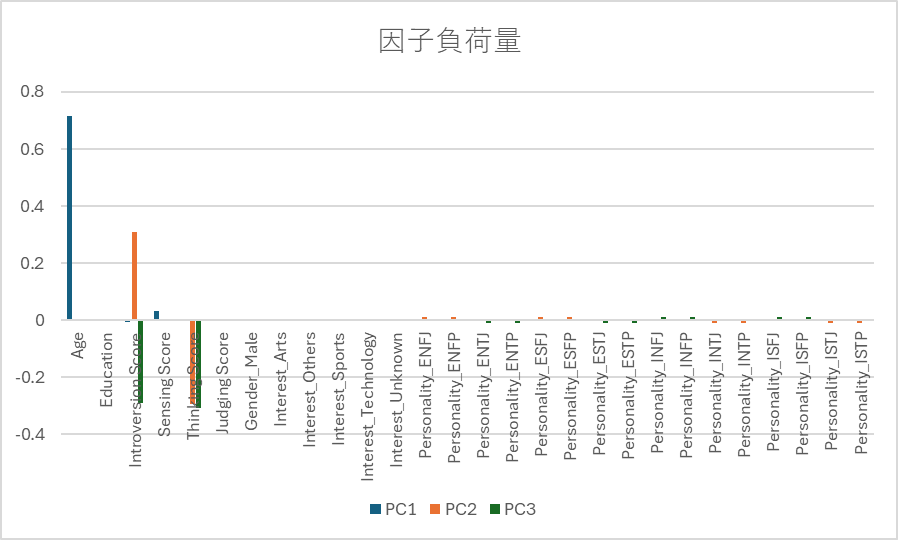 因子負荷量
0.8
0.6
0.4
0.2
0
-0.2
-0.4
Age
Education
Introversion Score
Sensing Score
Thinking Score
Judging Score
Gender_Male
Interest_Arts
Interest_Others
Interest_Sports
Interest_Technology
Interest_Unknown
Personality_ENFJ
Personality_ENFP
Personality_ENTJ
Personality_ENTP
Personality_ESFJ
Personality_ESFP
Personality_ESTJ
Personality_ESTP
Personality_INFJ
Personality_INFP
Personality_INTJ
Personality_INTP
Personality_ISFJ
Personality_ISFP
Personality_ISTJ
Personality_ISTP
PC1 PC2 PC3